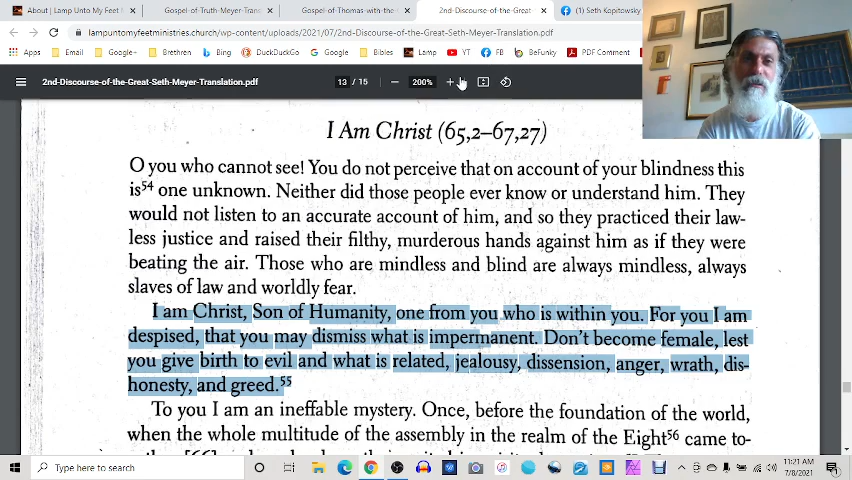 About | Lamp Unto My Feet M
Gospel-of-Truth-Meyer-Transl
Gospel-of-Thomas-with-the
2nd-Discourse-of-the-Great-Seth
(1) Seth Kopitowsky
lampuntomyfeetministries.church/wp-content/uploads/2021/07/2nd-Discourse-of-the-Great-Seth-Meyer-Translation.pdf
Apps Email Google+ Brethren DuckDuckGo Google Bibles Lamp YT FB BeFunky PDF Comment
2nd-Discourse-of-the-Great-Seth-Meyer-Translation.pdf 13 / 15 — 200% +
I Am Christ (65,2–67,27)
O you who cannot see! You do not perceive that on account of your blindness this
is54 one unknown. Neither did those people ever know or understand him. They
would not listen to an accurate account of him, and so they practiced their law-
less justice and raised their filthy, murderous hands against him as if they were
beating the air. Those who are mindless and blind are always mindless, always
slaves of law and worldly fear.
I am Christ, Son of Humanity, one from you who is within you. For you I am
despised, that you may dismiss what is impermanent. Don't become female, lest
you give birth to evil and what is related, jealousy, dissension, anger, wrath, dis-
honesty, and greed.55
To you I am an ineffable mystery. Once, before the foundation of the world,
when the whole multitude of the assembly in the realm of the Eight56 came to-
Type here to search
11:21 AM
7/8/2021